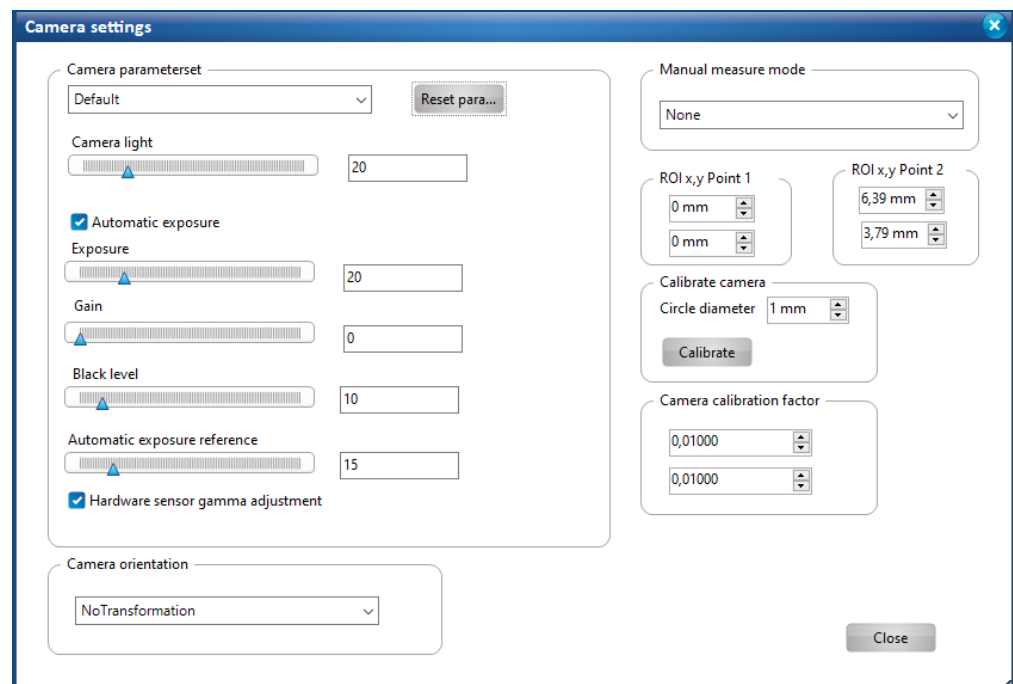 Camera settings
Camera parameterset
Default
Reset para...
Camera light
20
Automatic exposure
Exposure
20
Gain
0
Black level
10
Automatic exposure reference
15
Hardware sensor gamma adjustment
Camera orientation
NoTransformation
Manual measure mode
None
ROI x,y Point 1
0 mm
0 mm
ROI x,y Point 2
6,39 mm
3,79 mm
Calibrate camera
Circle diameter 1 mm
Calibrate
Camera calibration factor
0,01000
0,01000
Close